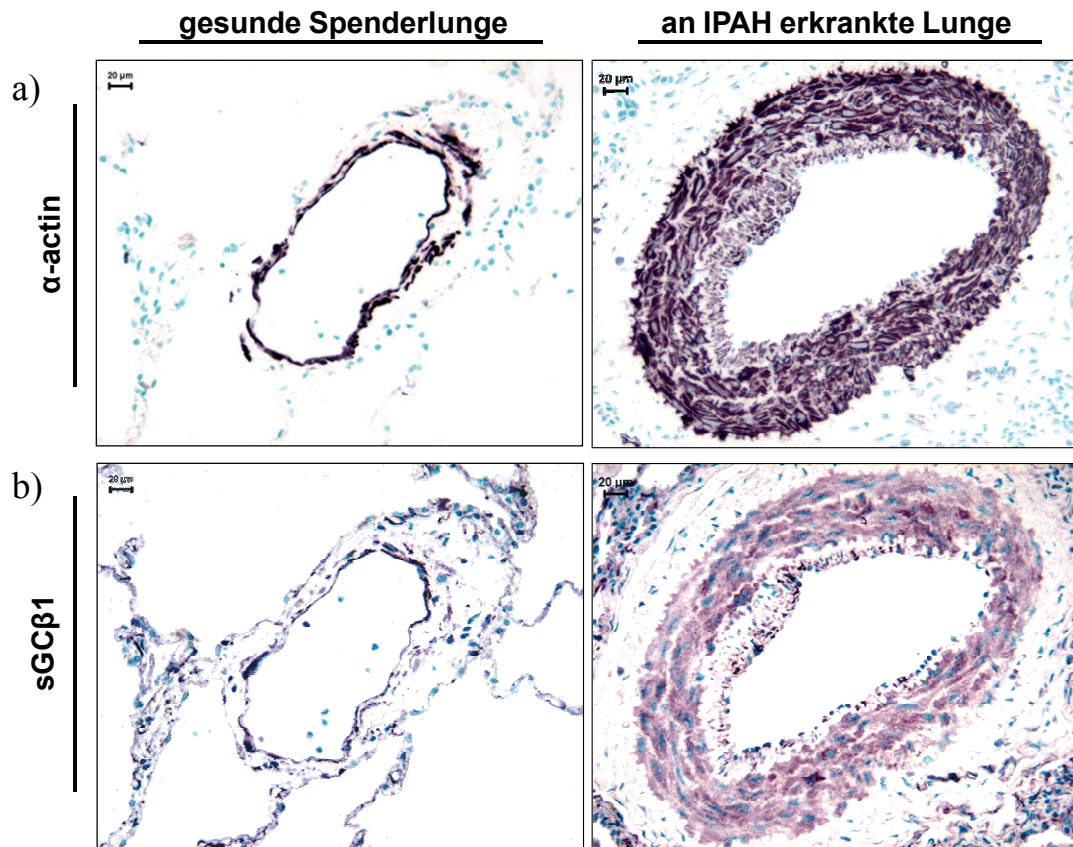 gesunde Spenderlunge an IPAH erkrankte Lunge
a)
α-actin
20 µm
20 µm
b)
sGCβ1
20 µm
20 µm